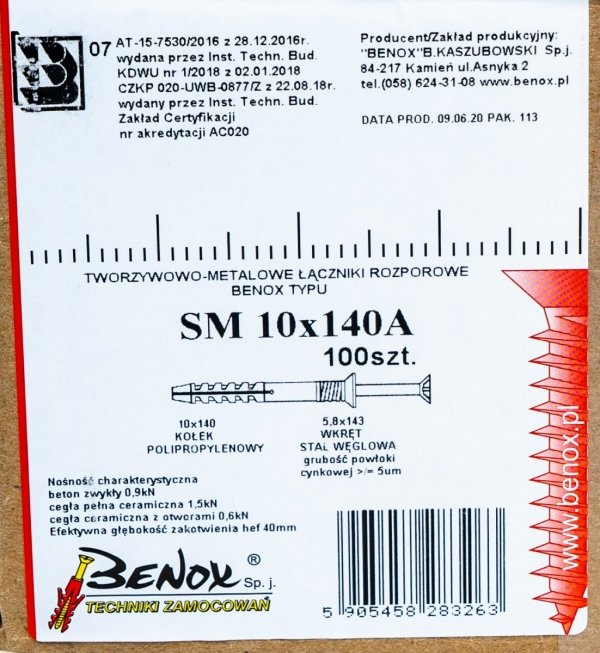 B
07 AT-15-7530/2016 z 28.12.2016r.
wydana przez Inst. Techn. Bud.
KDWU nr 1/2018 z 02.01.2018
CZKP 020-UWB-0877/Z z 22.08.18r.
wydany przez Inst. Techn. Bud.
Zakład Certyfikacji
nr akredytacji AC020
Producent/Zakład produkcyjny:
"BENOX"B.KASZUBOWSKI Sp.j.
84-217 Kamień ul.Asnyka 2
tel.(058) 624-31-08 www.benox.pl
DATA PROD. 09.06.20 PAK. 113
TWORZYWOWO-METALOWE ŁĄCZNIKI ROZPOROWE
BENOX TYPU
SM 10x140A
100szt.
10x140
KOŁEK
POLIPROPYLENOWY
5,8x143
WKRĘT
STAL WĘGLOWA
grubość powłoki
cynkowej >/= 5um
Nośność charakterystyczna
beton zwykły 0,9kN
cegła pełna ceramiczna 1,5kN
cegła ceramiczna z otworami 0,6kN
Efektywna głębokość zakotwienia hef 40mm
BENOX ® Sp. j.
TECHNIKI ZAMOCOWAŃ
5 905458 283263
www.benox.pl